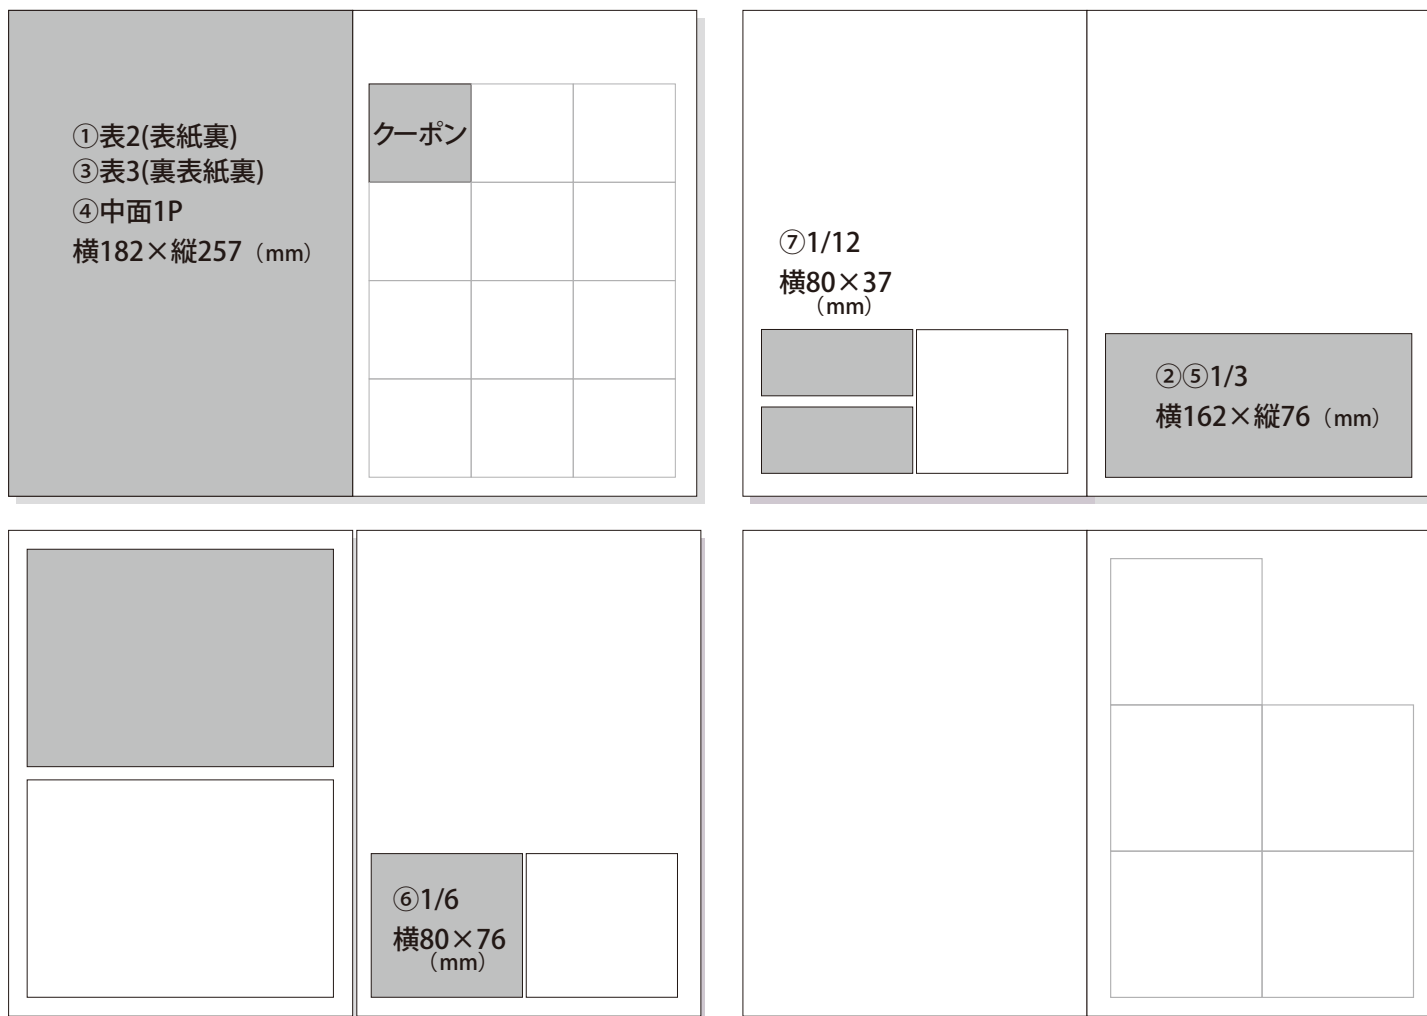 ①表2(表紙裏)
③表3(裏表紙裏)
④中面1P
横182×縦257（mm）
クーポン
⑦1/12
横80×37
（mm）
②⑤1/3
横162×縦76（mm）
⑥1/6
横80×76
（mm）